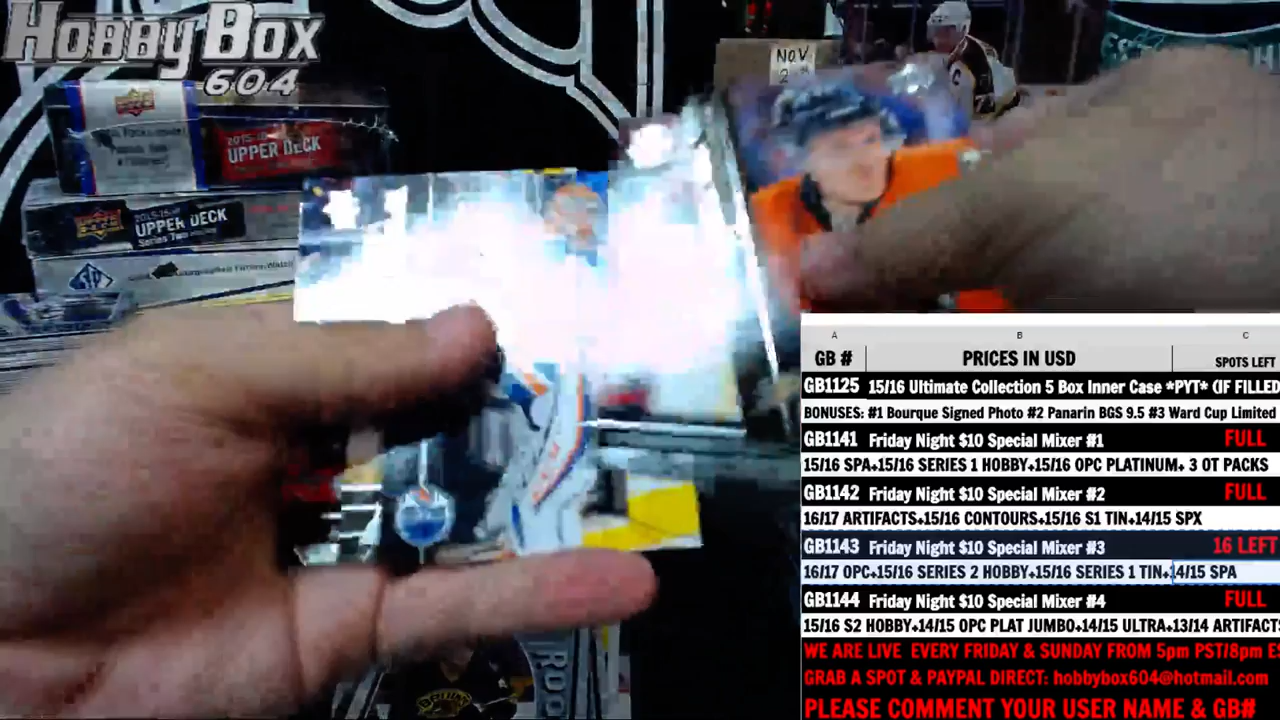 HOBBY BOX
604
NOV
2015-16
UPPER DECK
2015-16
UPPER DECK
Series Two
A B C
GB # PRICES IN USD SPOTS LEFT
GB1125 15/16 Ultimate Collection 5 Box Inner Case *PYT* (IF FILLED
BONUSES: #1 Bourque Signed Photo #2 Panarin BGS 9.5 #3 Ward Cup Limited
GB1141 Friday Night $10 Special Mixer #1 FULL
15/16 SPA+15/16 SERIES 1 HOBBY+15/16 OPC PLATINUM+ 3 OT PACKS
GB1142 Friday Night $10 Special Mixer #2 FULL
16/17 ARTIFACTS+15/16 CONTOURS+15/16 S1 TIN+14/15 SPX
GB1143 Friday Night $10 Special Mixer #3 16 LEFT
16/17 OPC+15/16 SERIES 2 HOBBY+15/16 SERIES 1 TIN+14/15 SPA
GB1144 Friday Night $10 Special Mixer #4 FULL
15/16 S2 HOBBY+14/15 OPC PLAT JUMBO+14/15 ULTRA+13/14 ARTIFACTS
WE ARE LIVE EVERY FRIDAY & SUNDAY FROM 5pm PST/8pm ES
GRAB A SPOT & PAYPAL DIRECT: hobbybox604@hotmail.com
PLEASE COMMENT YOUR USER NAME & GB#